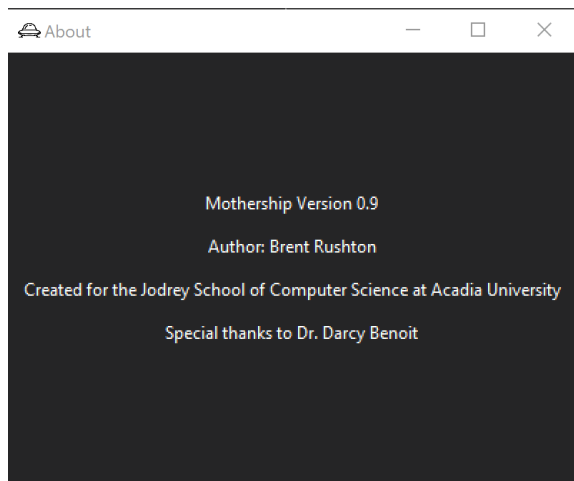 About
Mothership Version 0.9
Author: Brent Rushton
Created for the Jodrey School of Computer Science at Acadia University
Special thanks to Dr. Darcy Benoit